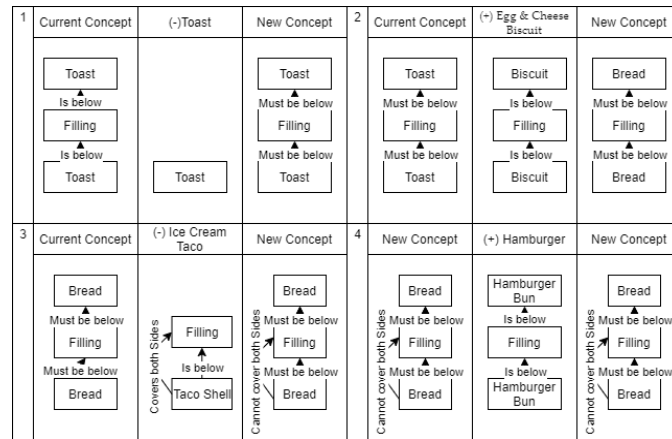 1
Current Concept
(-)Toast
New Concept
Toast
Is below
Filling
Is below
Toast
Toast
Toast
Must be below
Filling
Must be below
Toast
2
Current Concept
(+) Egg & Cheese
Biscuit
New Concept
Toast
Must be below
Filling
Must be below
Toast
Biscuit
Is below
Filling
Is below
Biscuit
Bread
Must be below
Filling
Must be below
Bread
3
Current Concept
(-) Ice Cream
Taco
New Concept
Bread
Must be below
Filling
Must be below
Bread
Covers both Sides
Filling
Is below
Taco Shell
Cannot cover both Sides
Bread
Must be below
Filling
Must be below
Bread
4
New Concept
(+) Hamburger
New Concept
Cannot cover both Sides
Bread
Must be below
Filling
Must be below
Bread
Hamburger
Bun
Is below
Filling
Is below
Hamburger
Bun
Cannot cover both Sides
Bread
Must be below
Filling
Must be below
Bread